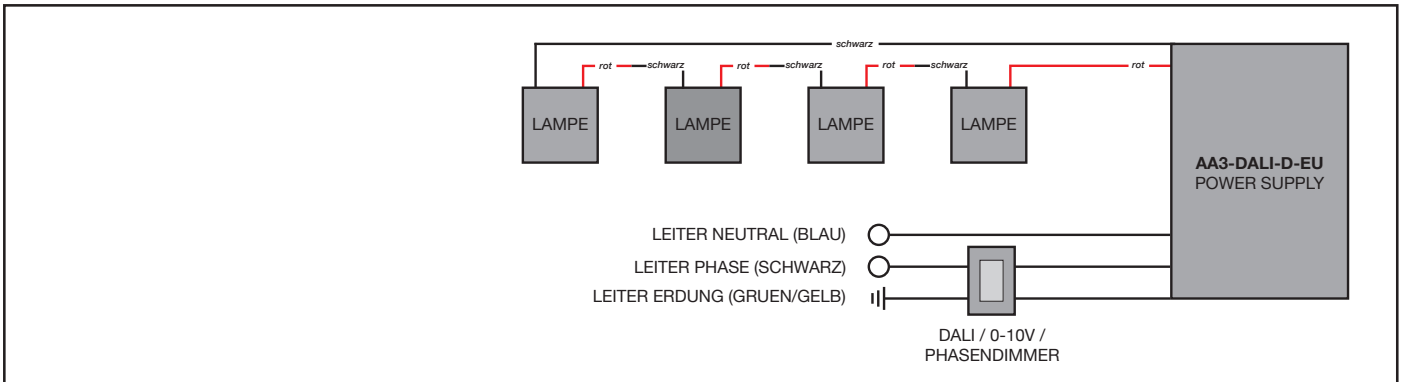 schwarz
rot schwarz rot schwarz rot schwarz rot
LAMPE LAMPE LAMPE LAMPE
AA3-DALI-D-EU
POWER SUPPLY
LEITER NEUTRAL (BLAU)
LEITER PHASE (SCHWARZ)
LEITER ERDUNG (GRUEN/GELB)
DALI / 0-10V /
PHASENDIMMER